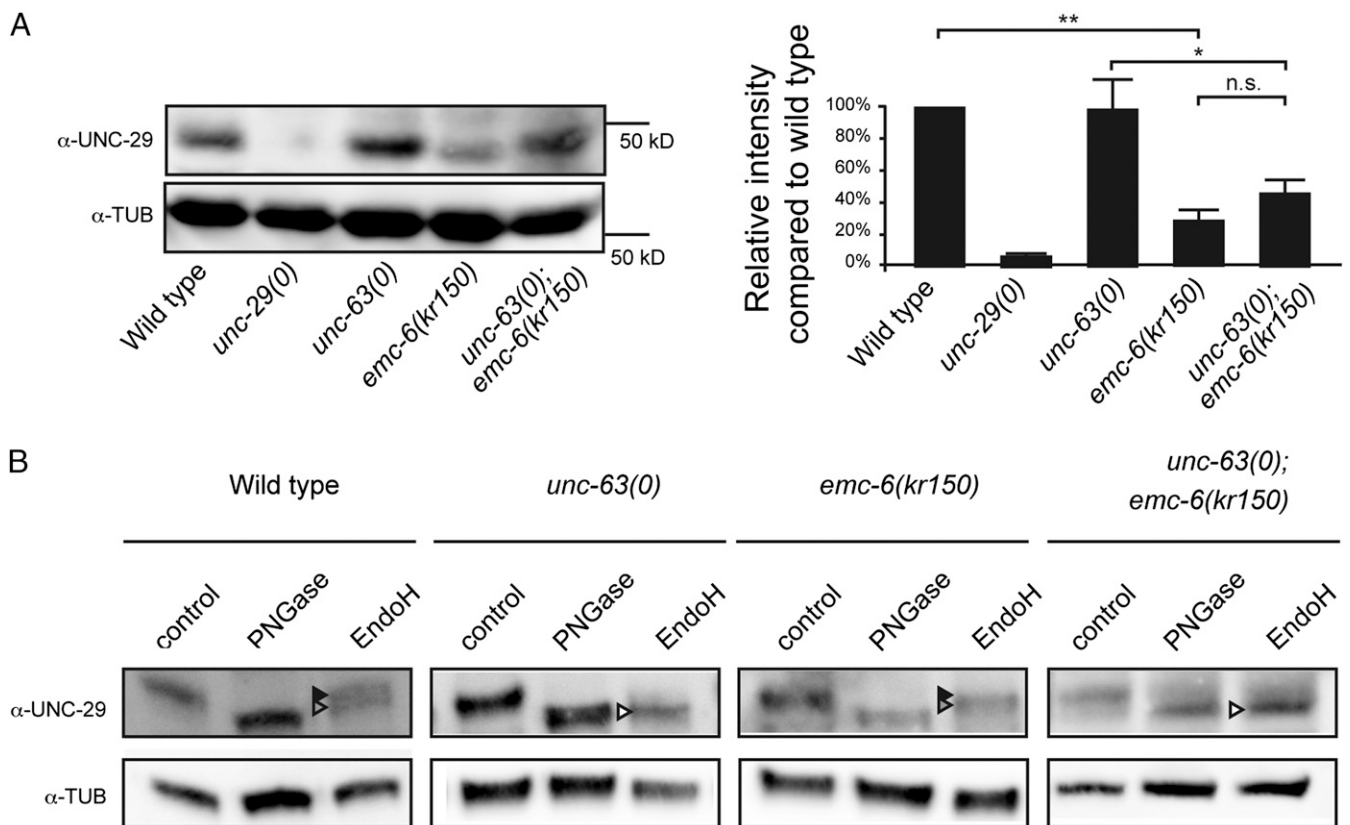 A
α-UNC-29
50 kD
α-TUB
50 kD
Wild type
unc-29(0)
unc-63(0)
emc-6(kr150)
unc-63(0);
emc-6(kr150)
Relative intensity
compared to wild type
**
*
n.s.
100%
80%
60%
40%
20%
0%
Wild type
unc-29(0)
unc-63(0)
emc-6(kr150)
unc-63(0);
emc-6(kr150)
B
Wild type
unc-63(0)
emc-6(kr150)
unc-63(0);
emc-6(kr150)
control PNGase EndoH control PNGase EndoH control PNGase EndoH control PNGase EndoH
α-UNC-29
α-TUB